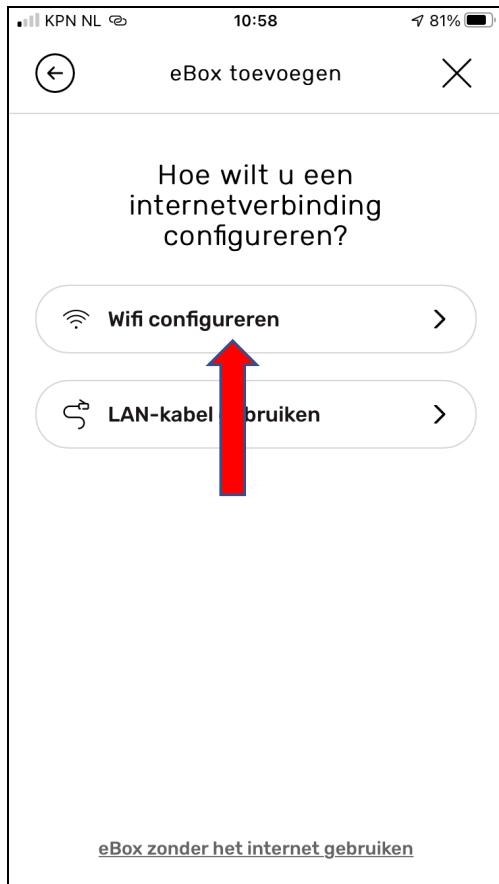 KPN NL 10:58 81%
eBox toevoegen
Hoe wilt u een
internetverbinding
configureren?
Wifi configureren
LAN-kabel bruiken
eBox zonder het internet gebruiken